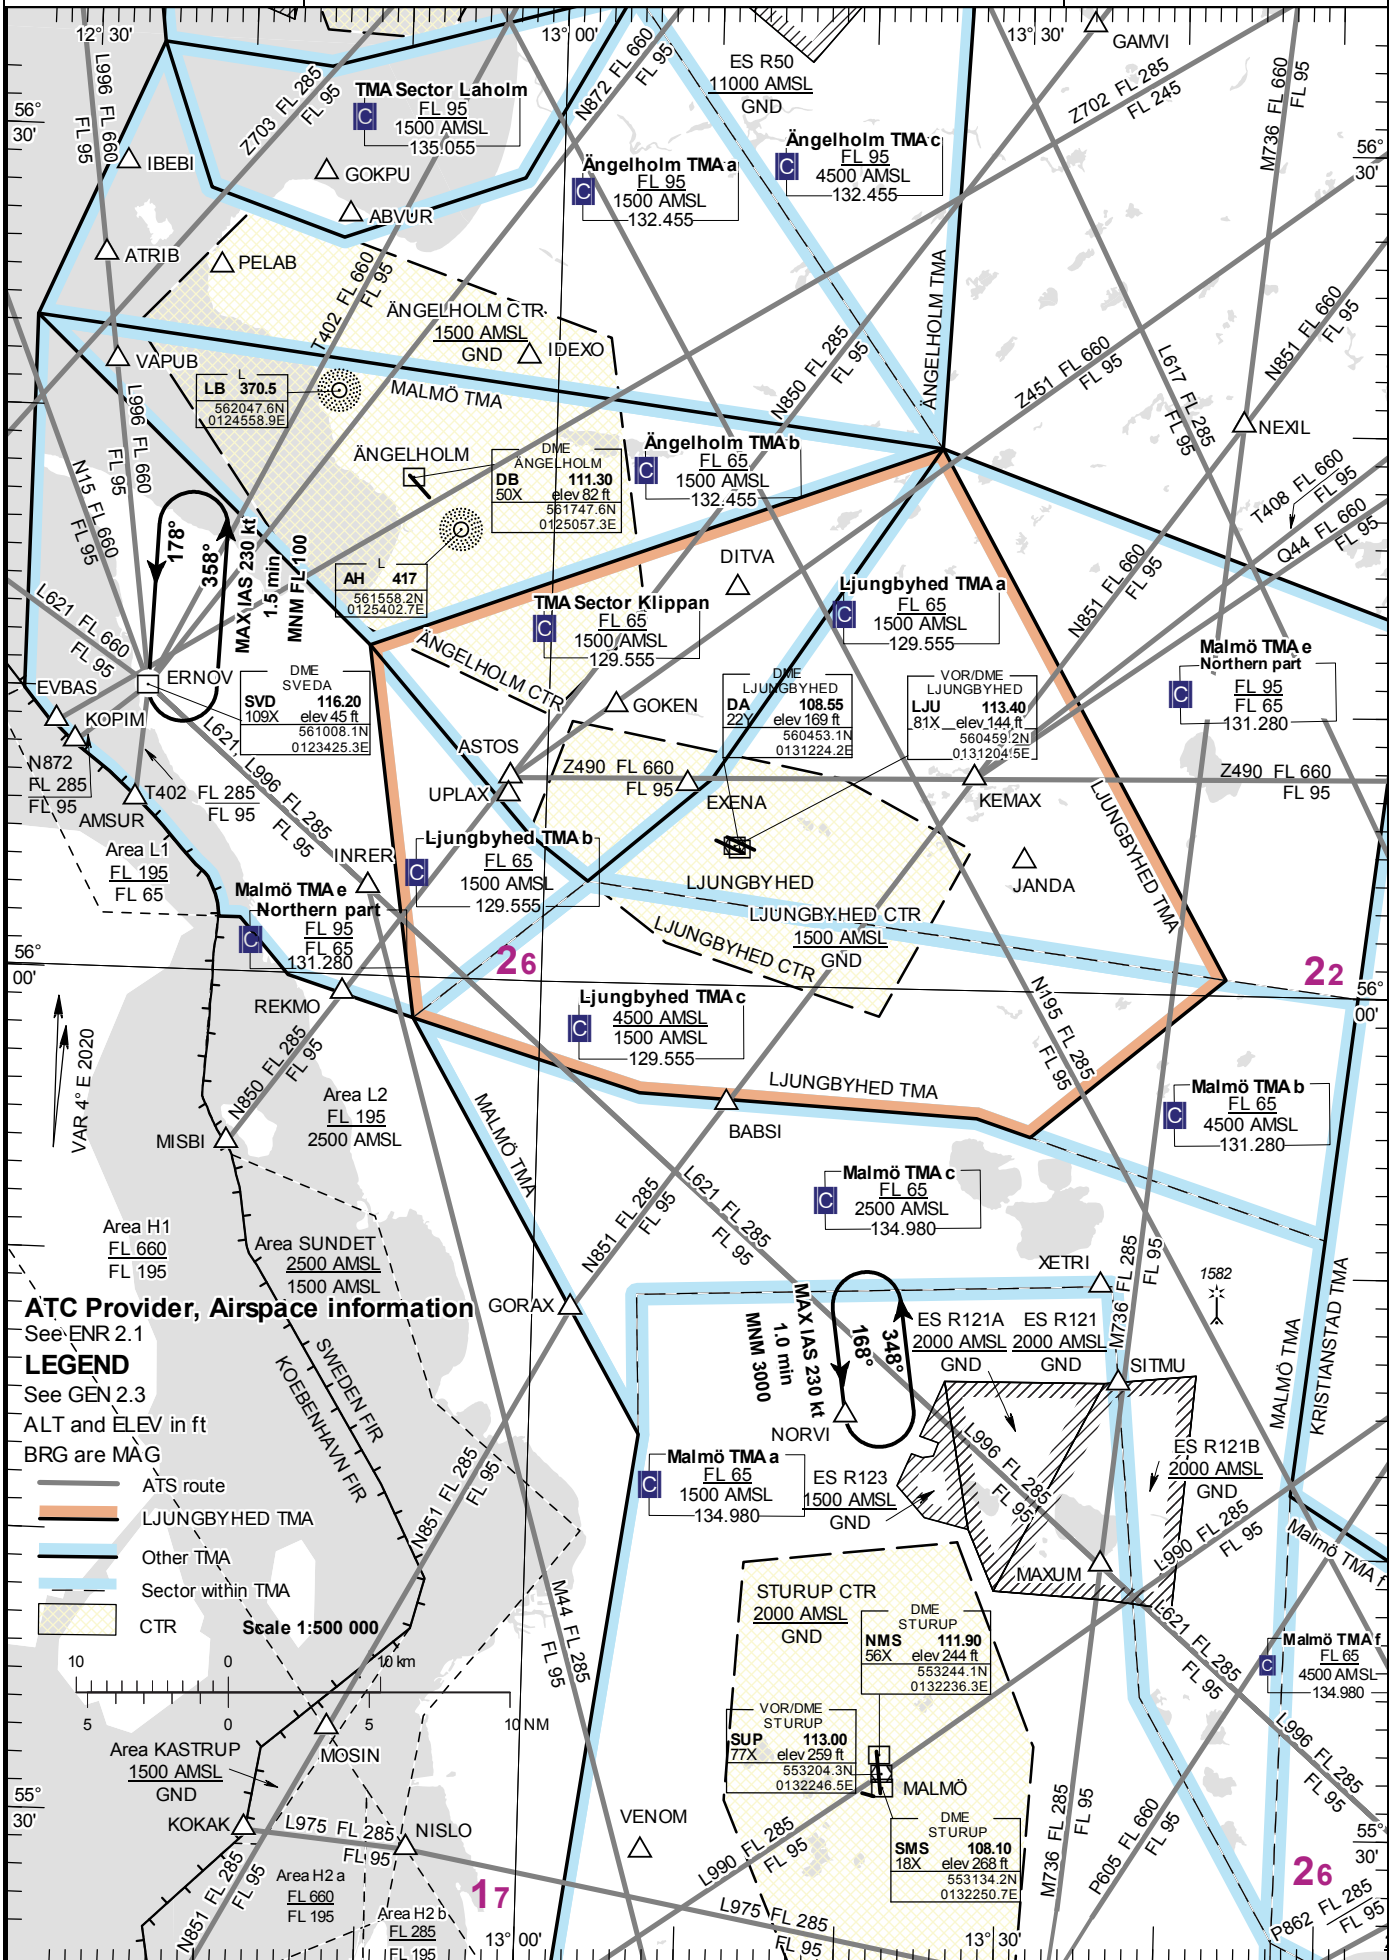 12° 30'
13° 00'
13° 30'
GAMVI
L996 FL 660
FL 95
Z703 FL 285
FL 95
N872 FL 660
FL 95
ES R50
11000 AMSL
GND
Z702 FL 285
FL 245
M736 FL 660
FL 95
56°
30'
TMA Sector Laholm
C
FL 95
1500 AMSL
135.055
IBEBI
GOKPU
ABVUR
Ängelholm TMA a
C
FL 95
1500 AMSL
132.455
Ängelholm TMA c
C
FL 95
4500 AMSL
132.455
56°
30'
ATRIB
PELAB
T402 FL 660
FL 95
ÄNGELHOLM CTR
1500 AMSL
GND
IDEXO
ÄNGELHOLM TMA
N850 FL 285
FL 95
Z451 FL 660
FL 95
L617 FL 285
FL 95
N851 FL 660
FL 95
VAPUB
L
LB 370.5
562047.6N
0124558.9E
MALMÖ TMA
L996 FL 660
FL 95
N15 FL 660
FL 95
NEXIL
ÄNGELHOLM
DME
ÄNGELHOLM
DB 111.30
50X elev 82 ft
561747.6N
0125057.3E
Ängelholm TMA b
C
FL 65
1500 AMSL
132.455
T408 FL 660
FL 95
Q44 FL 660
FL 95
178°
358°
MAX IAS 230 kt
1.5 min
MNM FL 100
L
AH 417
561558.2N
0125402.7E
DITVA
TMA Sector Klippan
C
FL 65
1500 AMSL
129.555
Ljungbyhed TMA a
C
FL 65
1500 AMSL
129.555
N851 FL 660
FL 95
L621 FL 660
FL 95
ÄNGELHOLM CTR
Malmö TMA e
Northern part
C
FL 95
FL 65
131.280
EVBAS
KOPIM
ERNOV
DME
SVEDA
SVD 116.20
109X elev 45 ft
561008.1N
0123425.3E
GOKEN
DME
LJUNGBYHED
DA 108.55
22Y elev 169 ft
560453.1N
0131224.2E
VOR/DME
LJUNGBYHED
LJU 113.40
81X elev 144 ft
560459.2N
0131204.5E
ASTOS
UPLAX
Z490 FL 660
FL 95
EXENA
KEMAX
Z490 FL 660
FL 95
N872
FL 285
FL 95
T402
FL 285
FL 95
AMSUR
L621, L996 FL 285
FL 95
INRER
LJUNGBYHED TMA
Area L1
FL 195
FL 65
Ljungbyhed TMA b
C
FL 65
1500 AMSL
129.555
LJUNGBYHED
JANDA
Malmö TMA e
Northern part
C
FL 95
FL 65
131.280
LJUNGBYHED CTR
1500 AMSL
GND
LJUNGBYHED CTR
26
22
56°
00'
56°
00'
REKMO
VAR 4° E 2020
N850 FL 285
FL 95
Ljungbyhed TMA c
C
4500 AMSL
1500 AMSL
129.555
N195 FL 285
FL 95
LJUNGBYHED TMA
Area L2
FL 195
2500 AMSL
MISBI
MALMÖ TMA
BABSI
Malmö TMA b
C
FL 65
4500 AMSL
131.280
N851 FL 285
FL 95
L621 FL 285
FL 95
Malmö TMA c
C
FL 65
2500 AMSL
134.980
Area H1
FL 660
FL 195
Area SUNDET
2500 AMSL
1500 AMSL
XETRI
M736 FL 285
FL 95
1582
MALMÖ TMA
KRISTIANSTAD TMA
ATC Provider, Airspace information
See ENR 2.1
LEGEND
See GEN 2.3
ALT and ELEV in ft
BRG are MAG
ATS route
LJUNGBYHED TMA
Other TMA
Sector within TMA
CTR
Scale 1:500 000
10 0 10 km
5 0 5 10 NM
GORAX
SWEDEN FIR
KOEBENHAVN FIR
MAX IAS 230 kt
1.0 min
MNM 3000
168°
348°
NORVI
ES R121A
2000 AMSL
GND
ES R121
2000 AMSL
GND
SITMU
L996 FL 285
FL 95
ES R121B
2000 AMSL
GND
N851 FL 285
FL 95
Malmö TMA a
C
FL 65
1500 AMSL
134.980
ES R123
1500 AMSL
GND
L990 FL 285
FL 95
Malmö TMA f
MAXUM
M44 FL 285
FL 95
STURUP CTR
2000 AMSL
GND
DME
STURUP
NMS 111.90
56X elev 244 ft
553244.1N
0132236.3E
L621 FL 285
FL 95
Malmö TMA f
C
FL 65
4500 AMSL
134.980
VOR/DME
STURUP
SUP 113.00
77X elev 259 ft
553204.3N
0132246.5E
MOSIN
Area KASTRUP
1500 AMSL
GND
MALMÖ
L996 FL 285
FL 95
55°
30'
KOKAK
L975 FL 285
FL 95
NISLO
VENOM
DME
STURUP
SMS 108.10
18X elev 268 ft
553134.2N
0132250.7E
L990 FL 285
FL 95
M736 FL 285
FL 95
P605 FL 660
FL 95
55°
30'
N851 FL 285
FL 95
Area H2 a
FL 660
FL 195
Area H2 b
FL 285
FL 195
17
26
L975 FL 285
FL 95
P862 FL 285
FL 95
13° 00'
13° 30'